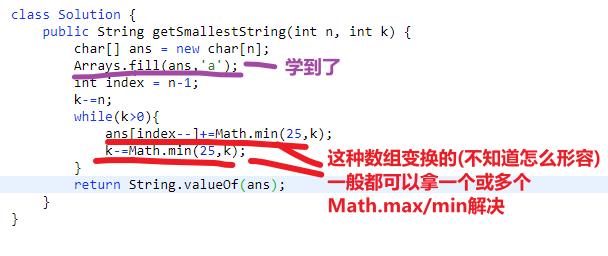 class Solution {
public String getSmallestString(int n, int k) {
char[] ans = new char[n];
Arrays.fill(ans,'a');
学到了
int index = n-1;
k-=n;
while(k>0){
ans[index--]+=Math.min(25,k);
k-=Math.min(25,k);
这种数组变换的(不知道怎么形容)
一般都可以拿一个或多个
Math.max/min解决
}
return String.valueOf(ans);
}
}